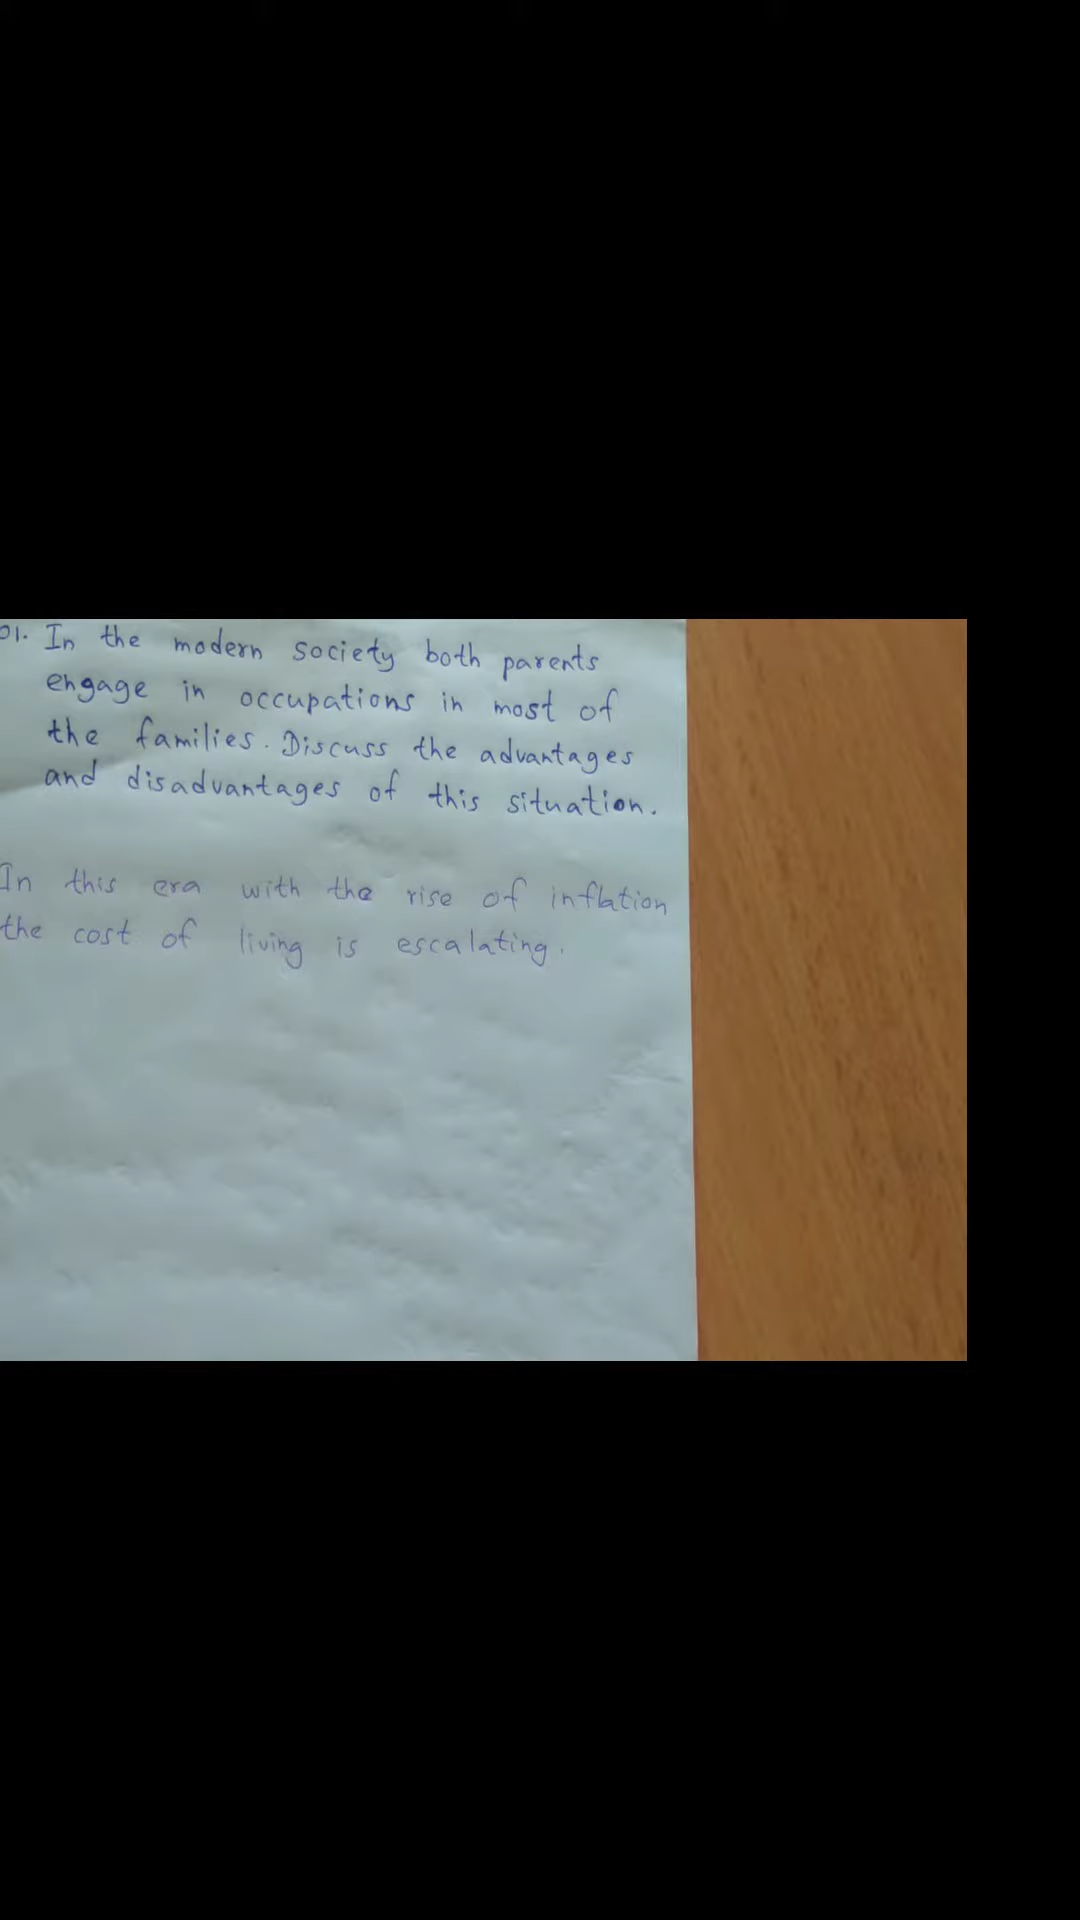 01. In the modern society both parents
engage in occupations in most of
the families. Discuss the advantages
and disadvantages of this situation.
In this era with the rise of inflation
the cost of living is escalating.